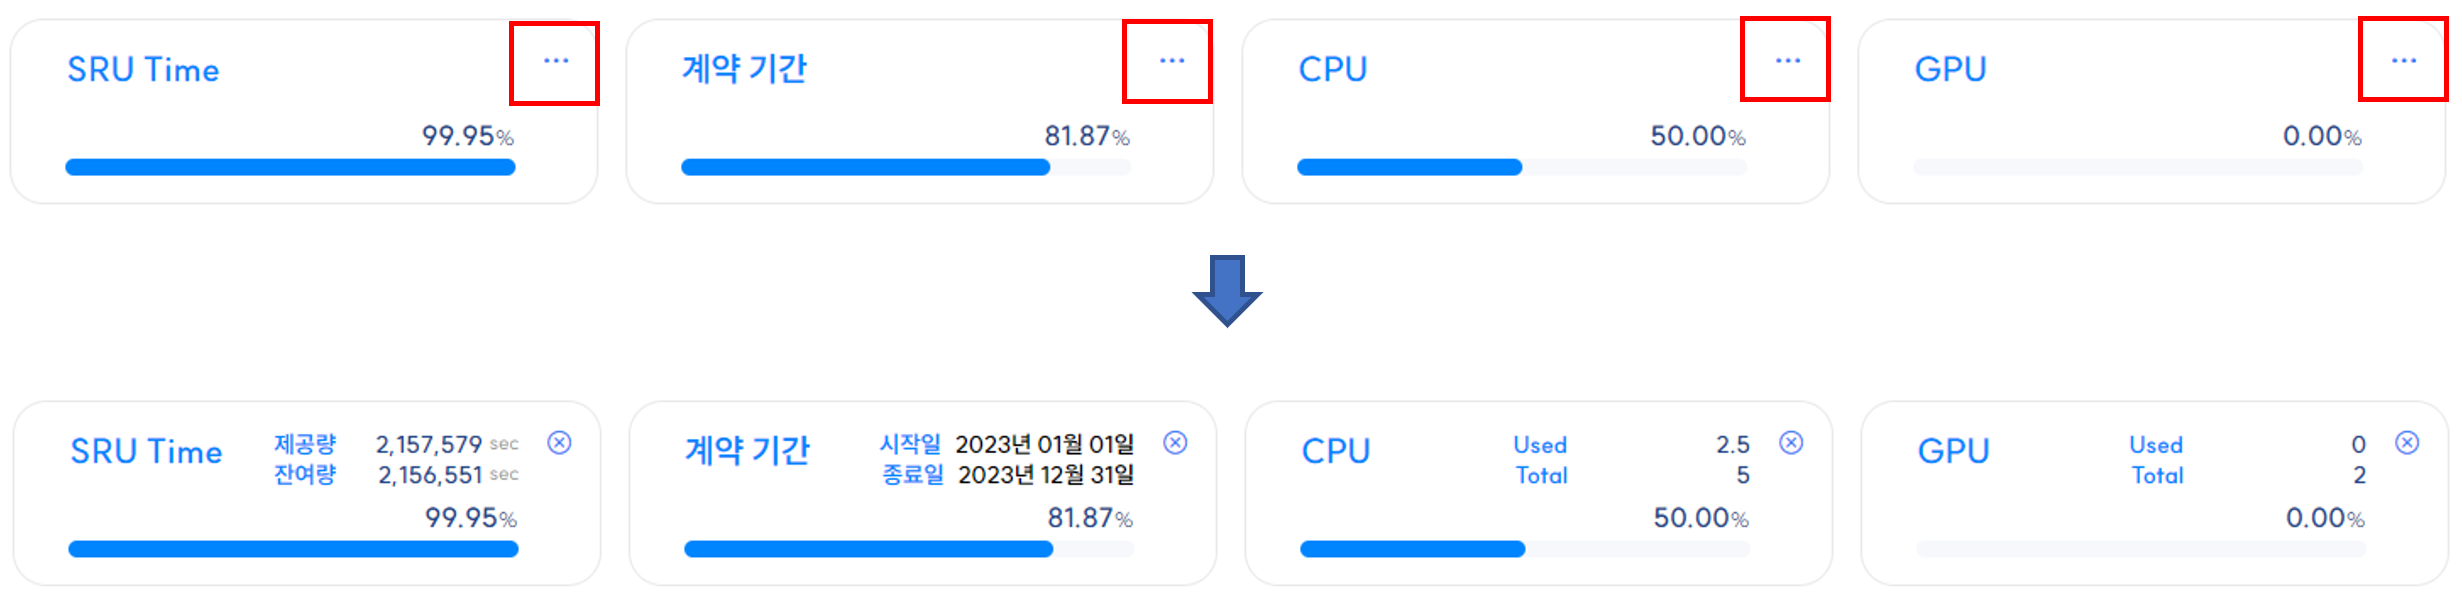 SRU Time
...
99.95%
계약 기간
...
81.87%
CPU
...
50.00%
GPU
...
0.00%
SRU Time
제공량 2,157,579 sec
잔여량 2,156,551 sec
99.95%
계약 기간
시작일 2023년 01월 01일
종료일 2023년 12월 31일
81.87%
CPU
Used 2.5
Total 5
50.00%
GPU
Used 0
Total 2
0.00%